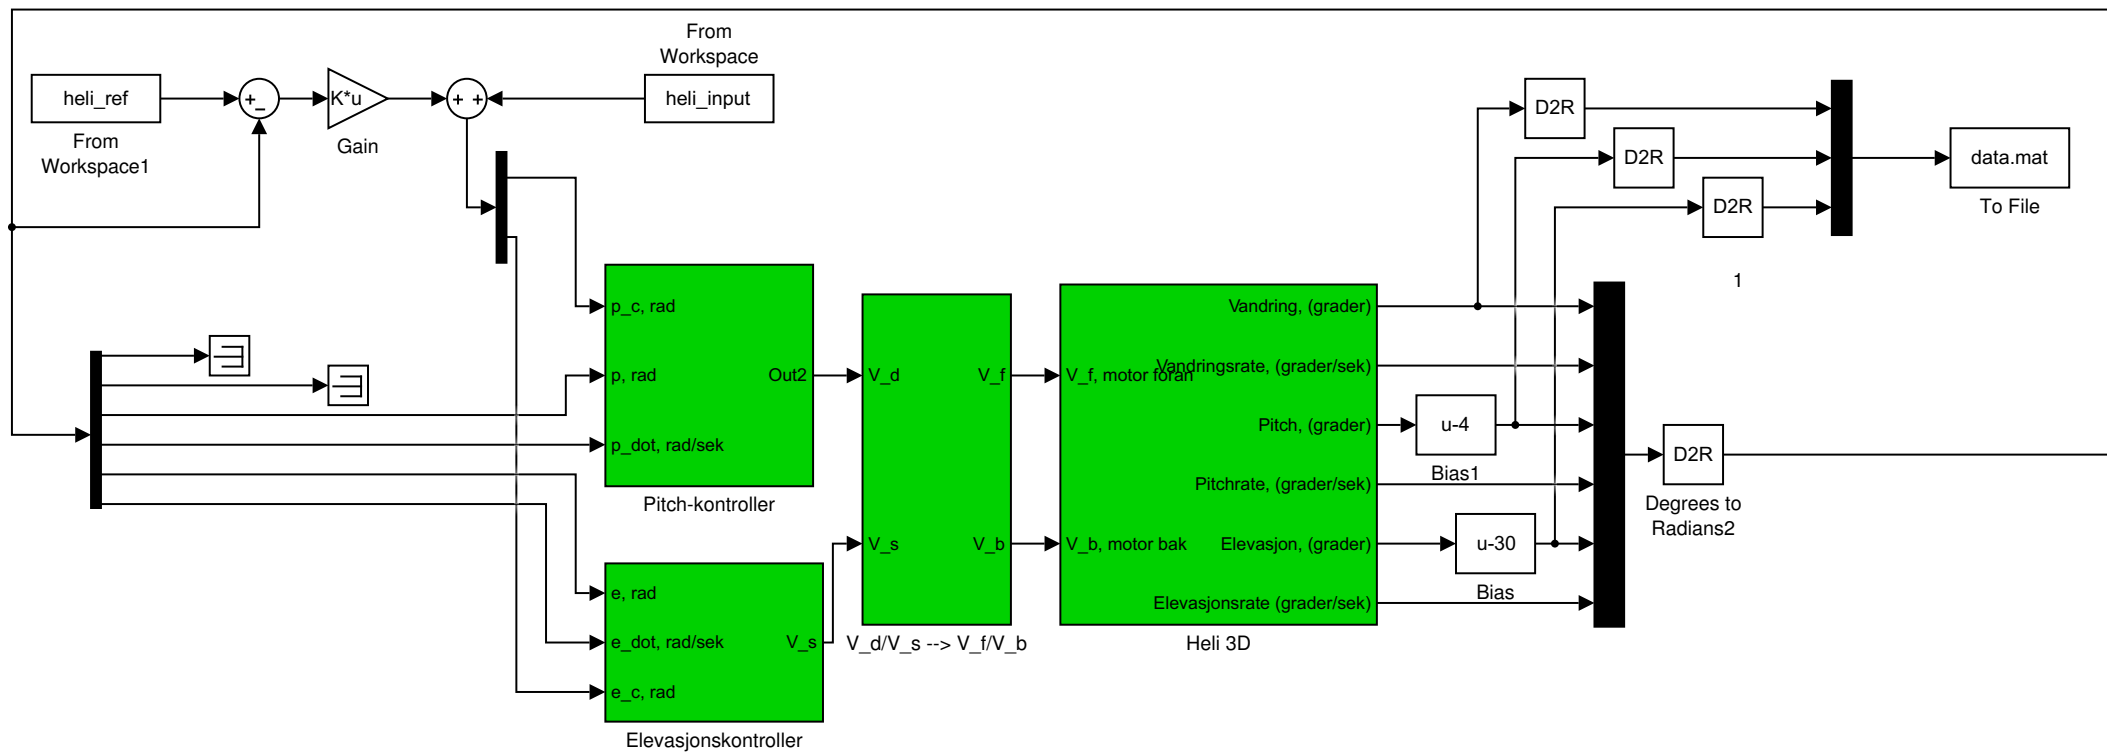 From
Workspace
heli_ref
+
_
K*u
+ +
heli_input
From
Workspace1
Gain
D2R
D2R
D2R
data.mat
To File
1
p_c, rad
p, rad
p_dot, rad/sek
Out2
Pitch-kontroller
e, rad
e_dot, rad/sek
e_c, rad
V_s
Elevasjonskontroller
V_d
V_s
V_f
V_b
V_d/V_s --> V_f/V_b
V_f, motor foran
V_b, motor bak
Vandring, (grader)
Vandringsrate, (grader/sek)
Pitch, (grader)
Pitchrate, (grader/sek)
Elevasjon, (grader)
Elevasjonsrate (grader/sek)
Heli 3D
u-4
Bias1
u-30
Bias
D2R
Degrees to
Radians2